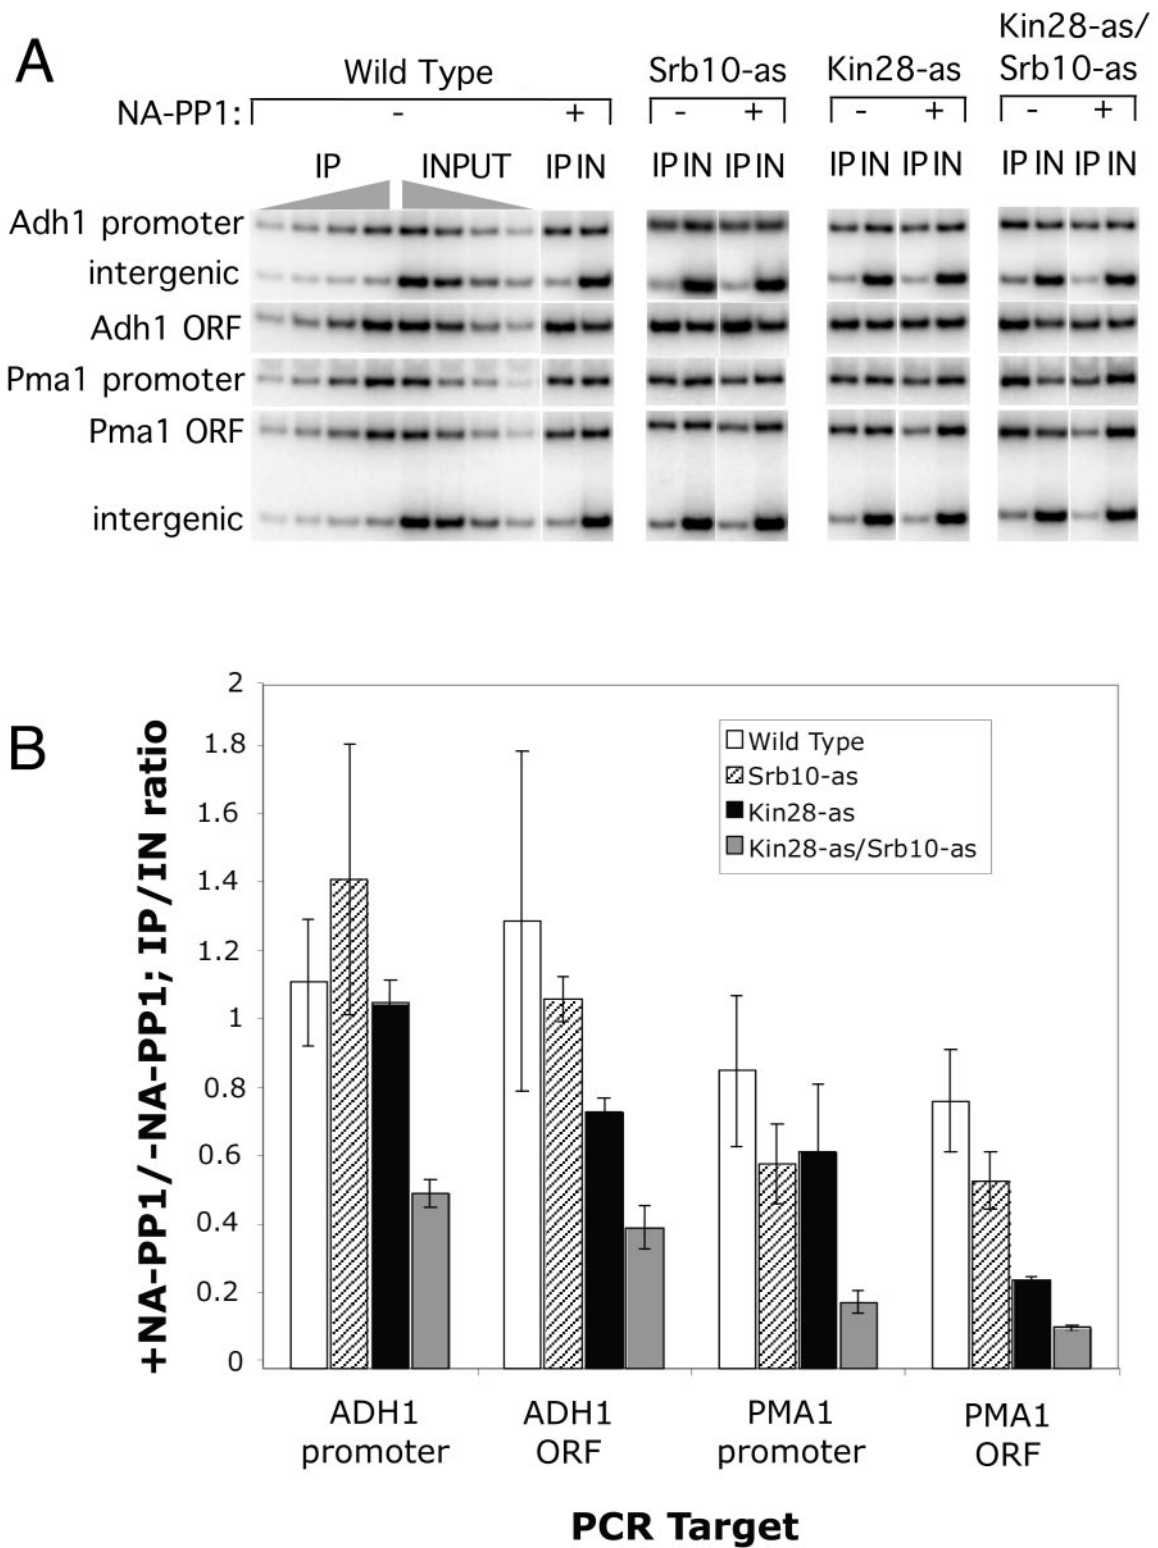 A
Wild Type
Srb10-as
Kin28-as
Kin28-as/
Srb10-as
NA-PP1:
- + - + - + - +
IP INPUT IP IN IP IN IP IN IP IN IP IN IP IN IP IN
Adh1 promoter
intergenic
Adh1 ORF
Pma1 promoter
Pma1 ORF
intergenic
B
+NA-PP1/-NA-PP1; IP/IN ratio
2
1.8
1.6
1.4
1.2
1
0.8
0.6
0.4
0.2
0
Wild Type
Srb10-as
Kin28-as
Kin28-as/Srb10-as
ADH1
promoter
ADH1
ORF
PMA1
promoter
PMA1
ORF
PCR Target